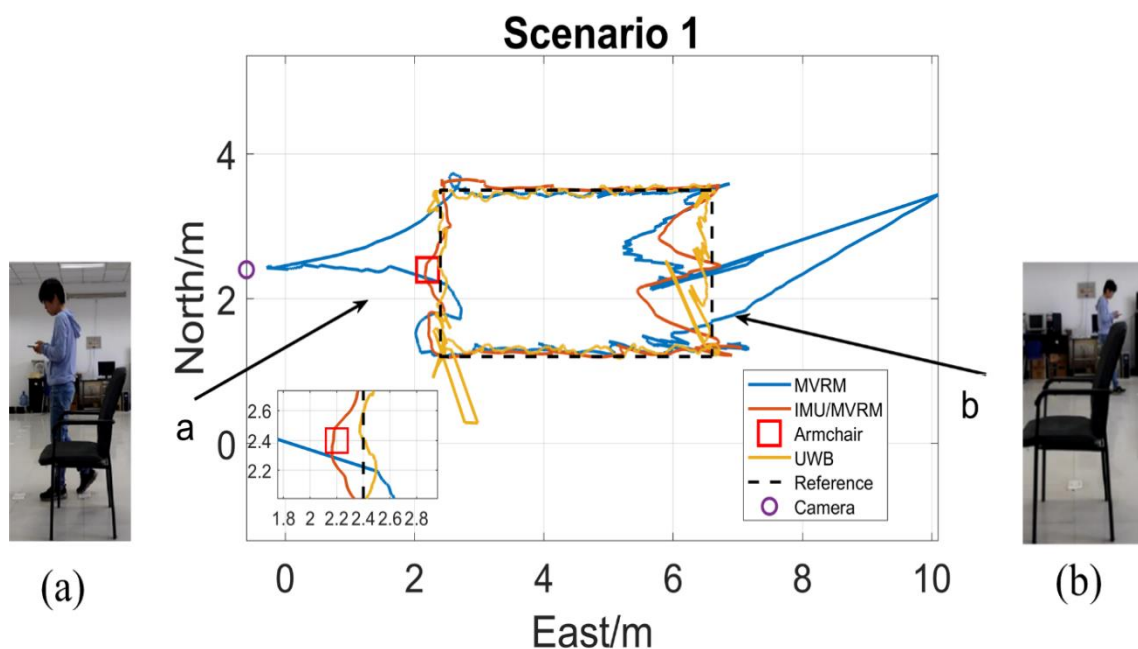 Scenario 1
4
2
0
North/m
0 2 4 6 8 10
East/m
a
b
2.6
2.4
2.2
1.8 2 2.2 2.4 2.6 2.8
MVRM
IMU/MVRM
Armchair
UWB
Reference
Camera
(a)
(b)